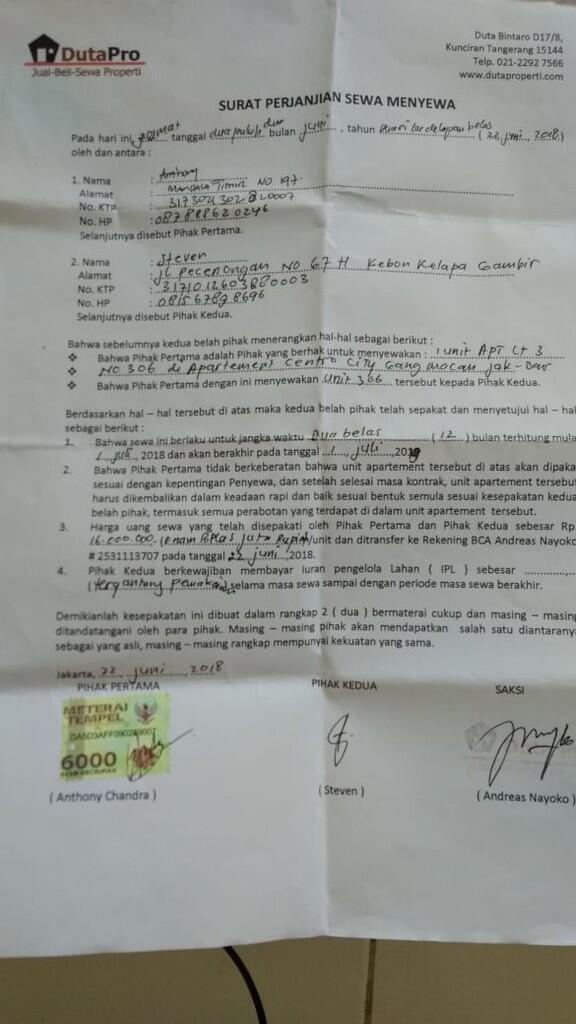 DutaPro
Jual-Beli-Sewa Properti
Duta Bintaro D17/8,
Kunciran Tangerang 15144
Telp. 021-2292 7566
www.dutaproperti.com
SURAT PERJANJIAN SEWA MENYEWA
Pada hari ini, tanggal dua puluh dua bulan juni, tahun (22 juni, 2018)
oleh dan antara :
1. Nama : Anthony
Alamat : Mandala Timur NO 197
No. KTP :
No. HP :
Selanjutnya disebut Pihak Pertama.
2. Nama : Steven
Alamat : jL pecenongan NO 67 H Kebon Kelapa Gambir
No. KTP : 3171012603880003
No. HP : 0815 6789 8696
Selanjutnya disebut Pihak Kedua.
Bahwa sebelumnya kedua belah pihak menerangkan hal-hal sebagai berikut :
❖ Bahwa Pihak Pertama adalah Pihak yang berhak untuk menyewakan : 1 unit APT Lt 3
❖ NO 306 di Apartement Centro City Gang macan jak-Bar
❖ Bahwa Pihak Pertama dengan ini menyewakan unit 306 tersebut kepada Pihak Kedua.
Berdasarkan hal – hal tersebut di atas maka kedua belah pihak telah sepakat dan menyetujui hal – hal
sebagai berikut :
1. Bahwa sewa ini berlaku untuk jangka waktu Dua belas (12) bulan terhitung mula
1 juli, 2018 dan akan berakhir pada tanggal 1 juli, 2019
2. Bahwa Pihak Pertama tidak berkeberatan bahwa unit apartement tersebut di atas akan dipaka
sesuai dengan kepentingan Penyewa, dan setelah selesai masa kontrak, unit apartement tersebut
harus dikembalikan dalam keadaan rapi dan baik sesuai bentuk semula sesuai kesepakatan kedua
belah pihak, termasuk semua perabotan yang terdapat di dalam unit apartement tersebut.
3. Harga uang sewa yang telah disepakati oleh Pihak Pertama dan Pihak Kedua sebesar Rp.
16.000.000. (Enam Belas juta Rupiah/unit dan ditransfer ke Rekening BCA Andreas Nayoko
# 2531113707 pada tanggal 22 juni, 2018.
4. Pihak Kedua berkewajiban membayar iuran pengelola Lahan ( IPL ) sebesar ..............
(tergantung pemakaian) selama masa sewa sampai dengan periode masa sewa berakhir.
Demikianlah kesepakatan ini dibuat dalam rangkap 2 ( dua ) bermaterai cukup dan masing – masing
ditandatangani oleh para pihak. Masing – masing pihak akan mendapatkan salah satu diantarany
sebagai yang asli, masing – masing rangkap mempunyai kekuatan yang sama.
Jakarta, 22 juni, 2018
PIHAK PERTAMA
PIHAK KEDUA
SAKSI
METERAI
TEMPEL
6000
( Anthony Chandra )
( Steven )
( Andreas Nayoko )